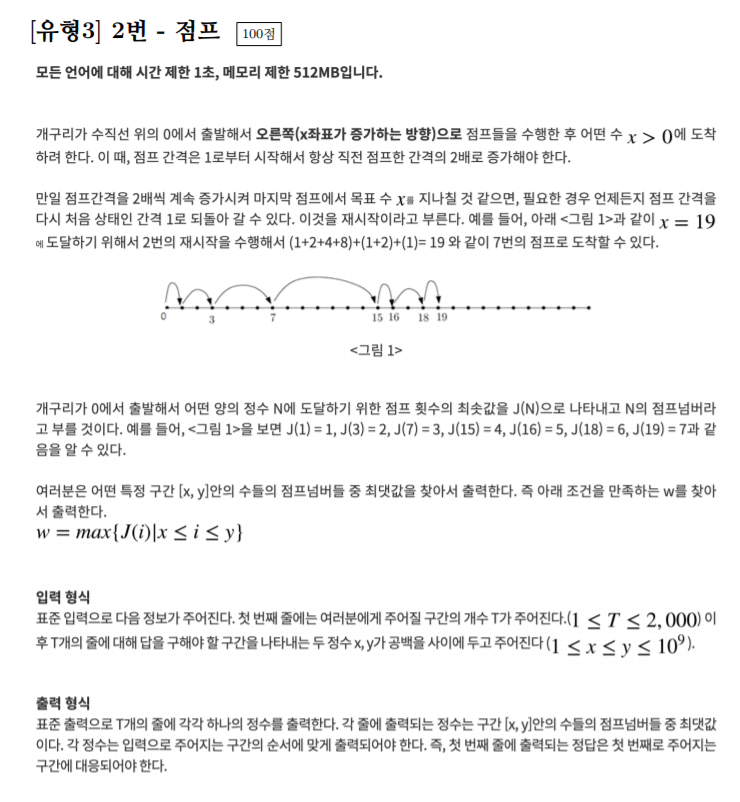 [유형3] 2번 - 점프 100점
모든 언어에 대해 시간 제한 1초, 메모리 제한 512MB입니다.
개구리가 수직선 위의 0에서 출발해서 오른쪽(x좌표가 증가하는 방향)으로 점프들을 수행한 후 어떤 수 x > 0에 도착
하려 한다. 이 때, 점프 간격은 1로부터 시작해서 항상 직전 점프한 간격의 2배로 증가해야 한다.
만일 점프간격을 2배씩 계속 증가시켜 마지막 점프에서 목표 수 x를 지나칠 것 같으면, 필요한 경우 언제든지 점프 간격을
다시 처음 상태인 간격 1로 되돌아 갈 수 있다. 이것을 재시작이라고 부른다. 예를 들어, 아래 <그림 1>과 같이 x = 19
에 도달하기 위해서 2번의 재시작을 수행해서 (1+2+4+8)+(1+2)+(1)= 19 와 같이 7번의 점프로 도착할 수 있다.
0 3 7 15 16 18 19
<그림 1>
개구리가 0에서 출발해서 어떤 양의 정수 N에 도달하기 위한 점프 횟수의 최솟값을 J(N)으로 나타내고 N의 점프넘버라
고 부를 것이다. 예를 들어, <그림 1>을 보면 J(1) = 1, J(3) = 2, J(7) = 3, J(15) = 4, J(16) = 5, J(18) = 6, J(19) = 7과 같
음을 알 수 있다.
여러분은 어떤 특정 구간 [x, y]안의 수들의 점프넘버들 중 최댓값을 찾아서 출력한다. 즉 아래 조건을 만족하는 w를 찾아
서 출력한다.
w = max{J(i)|x ≤ i ≤ y}
입력 형식
표준 입력으로 다음 정보가 주어진다. 첫 번째 줄에는 여러분에게 주어질 구간의 개수 T가 주어진다.(1 ≤ T ≤ 2,000) 이
후 T개의 줄에 대해 답을 구해야 할 구간을 나타내는 두 정수 x, y가 공백을 사이에 두고 주어진다 (1 ≤ x ≤ y ≤ 10⁹).
출력 형식
표준 출력으로 T개의 줄에 각각 하나의 정수를 출력한다. 각 줄에 출력되는 정수는 구간 [x, y]안의 수들의 점프넘버들 중 최댓값
이다. 각 정수는 입력으로 주어지는 구간의 순서에 맞게 출력되어야 한다. 즉, 첫 번째 줄에 출력되는 정답은 첫 번째로 주어지는
구간에 대응되어야 한다.